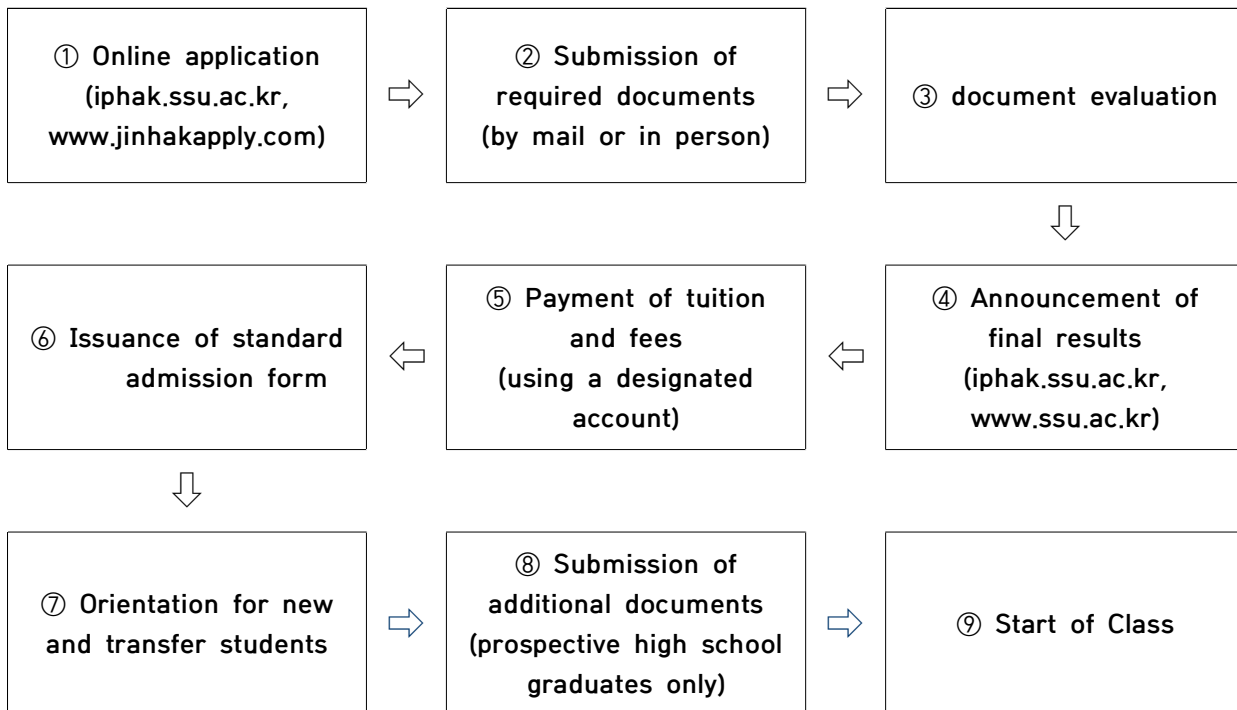 ① Online application
(iphak.ssu.ac.kr,
www.jinhakapply.com)
② Submission of
required documents
(by mail or in person)
③ document evaluation
④ Announcement of
final results
(iphak.ssu.ac.kr,
www.ssu.ac.kr)
⑤ Payment of tuition
and fees
(using a designated
account)
⑥ Issuance of standard
admission form
⑦ Orientation for new
and transfer students
⑧ Submission of
additional documents
(prospective high school
graduates only)
⑨ Start of Class